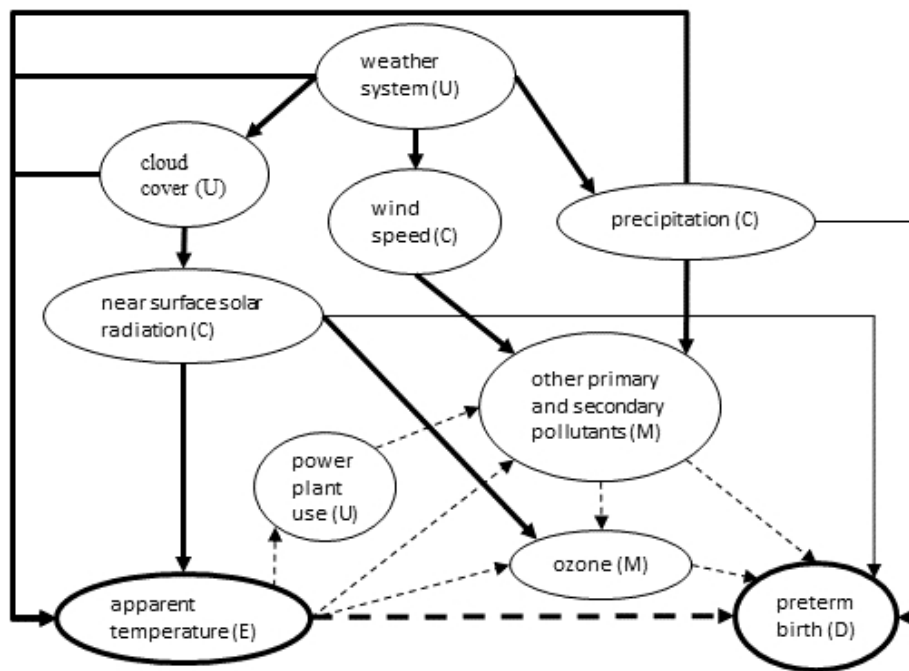 weather
system (U)
cloud
cover (U)
wind
speed (C)
precipitation (C)
near surface solar
radiation (C)
other primary
and secondary
pollutants (M)
power
plant
use (U)
ozone (M)
apparent
temperature (E)
preterm
birth (D)